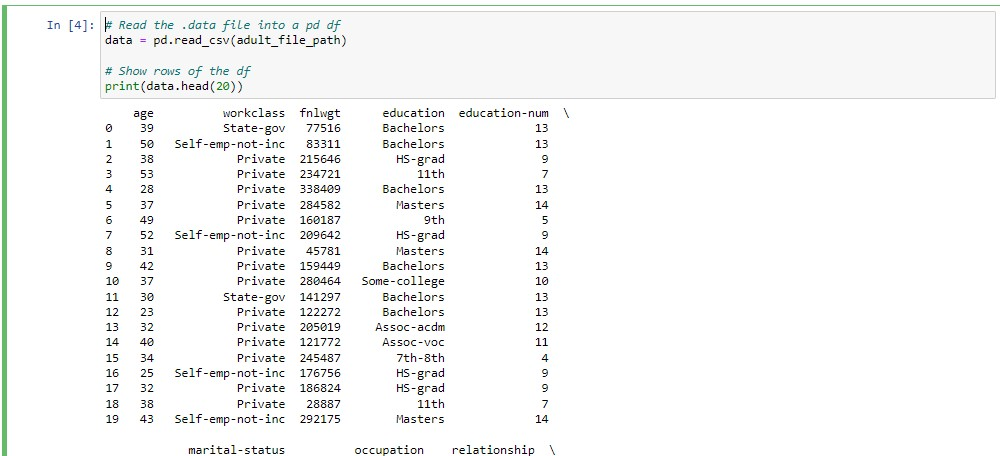 In [4]: # Read the .data file into a pd df
data = pd.read_csv(adult_file_path)
# Show rows of the df
print(data.head(20))
age workclass fnlwgt education education-num \
0 39 State-gov 77516 Bachelors 13
1 50 Self-emp-not-inc 83311 Bachelors 13
2 38 Private 215646 HS-grad 9
3 53 Private 234721 11th 7
4 28 Private 338409 Bachelors 13
5 37 Private 284582 Masters 14
6 49 Private 160187 9th 5
7 52 Self-emp-not-inc 209642 HS-grad 9
8 31 Private 45781 Masters 14
9 42 Private 159449 Bachelors 13
10 37 Private 280464 Some-college 10
11 30 State-gov 141297 Bachelors 13
12 23 Private 122272 Bachelors 13
13 32 Private 205019 Assoc-acdm 12
14 40 Private 121772 Assoc-voc 11
15 34 Private 245487 7th-8th 4
16 25 Self-emp-not-inc 176756 HS-grad 9
17 32 Private 186824 HS-grad 9
18 38 Private 28887 11th 7
19 43 Self-emp-not-inc 292175 Masters 14
marital-status occupation relationship \